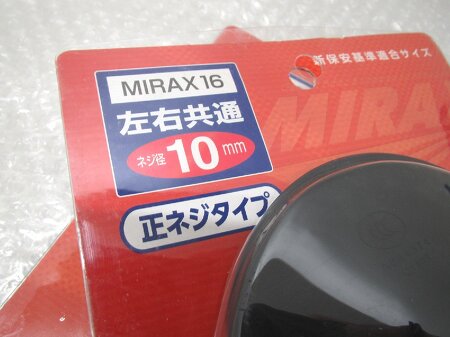 新保安基準適合サイズ
MIRAX16
左右共通
ネジ径 10mm
正ネジタイプ
MIRA